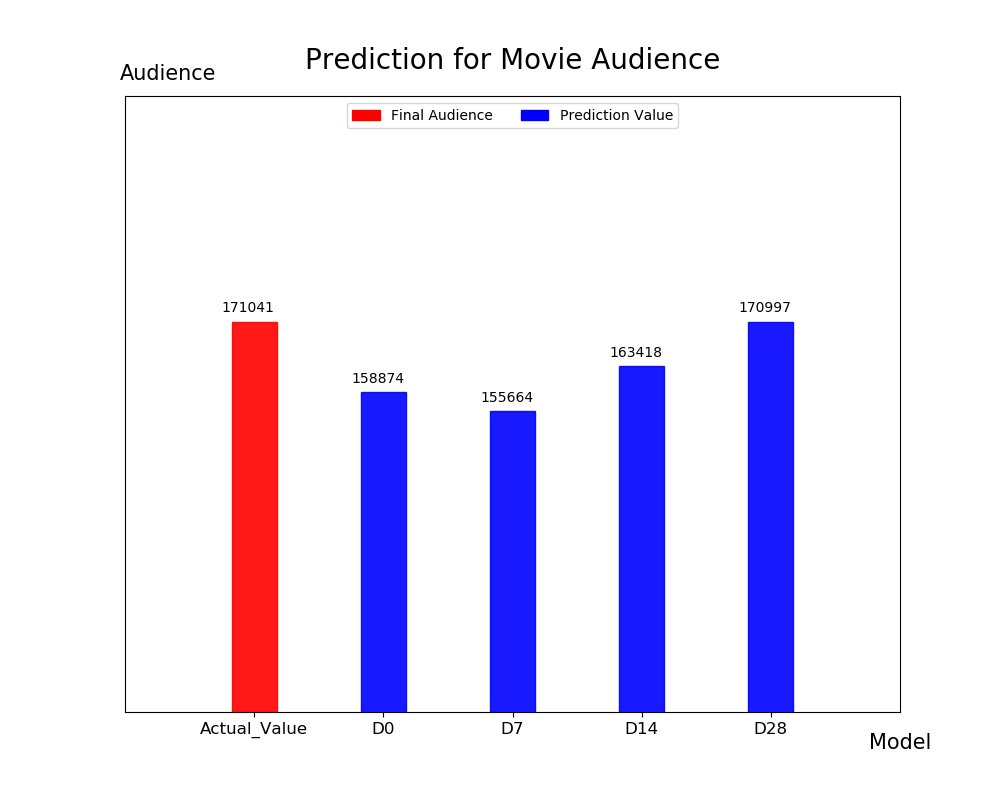 Prediction for Movie Audience
Audience
Final Audience Prediction Value
171041
158874
155664
163418
170997
Actual_Value D0 D7 D14 D28
Model